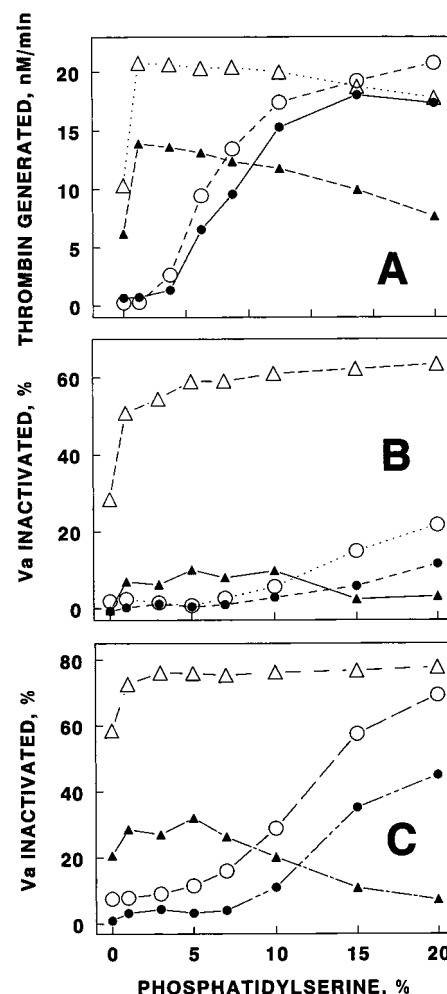 THROMBIN GENERATED, nM/min
20
15
10
5
0
A
Va INACTIVATED, %
60
40
20
0
B
Va INACTIVATED, %
80
60
40
20
0
C
0 5 10 15 20
PHOSPHATIDYLSERINE, %